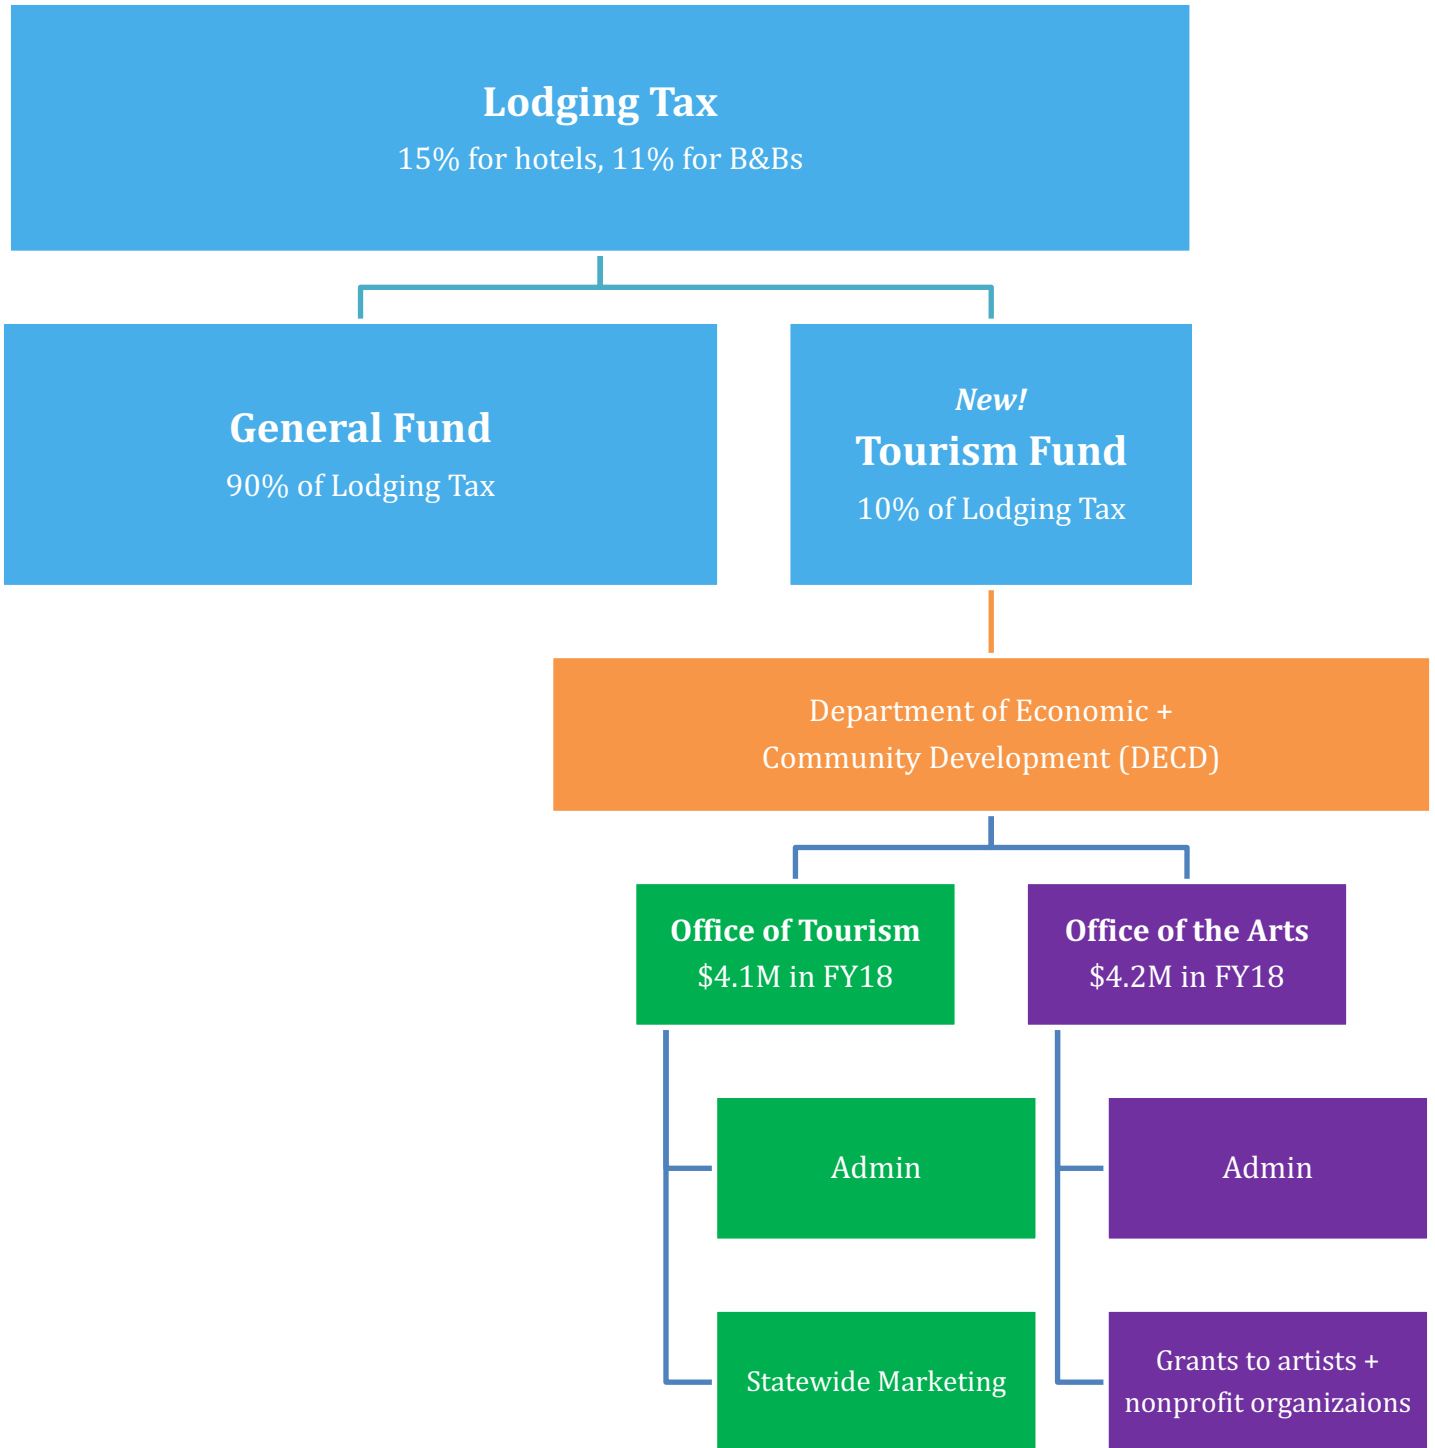 Lodging Tax
15% for hotels, 11% for B&Bs
General Fund
90% of Lodging Tax
New!
Tourism Fund
10% of Lodging Tax
Department of Economic +
Community Development (DECD)
Office of Tourism
$4.1M in FY18
Office of the Arts
$4.2M in FY18
Admin
Admin
Statewide Marketing
Grants to artists +
nonprofit organizaions